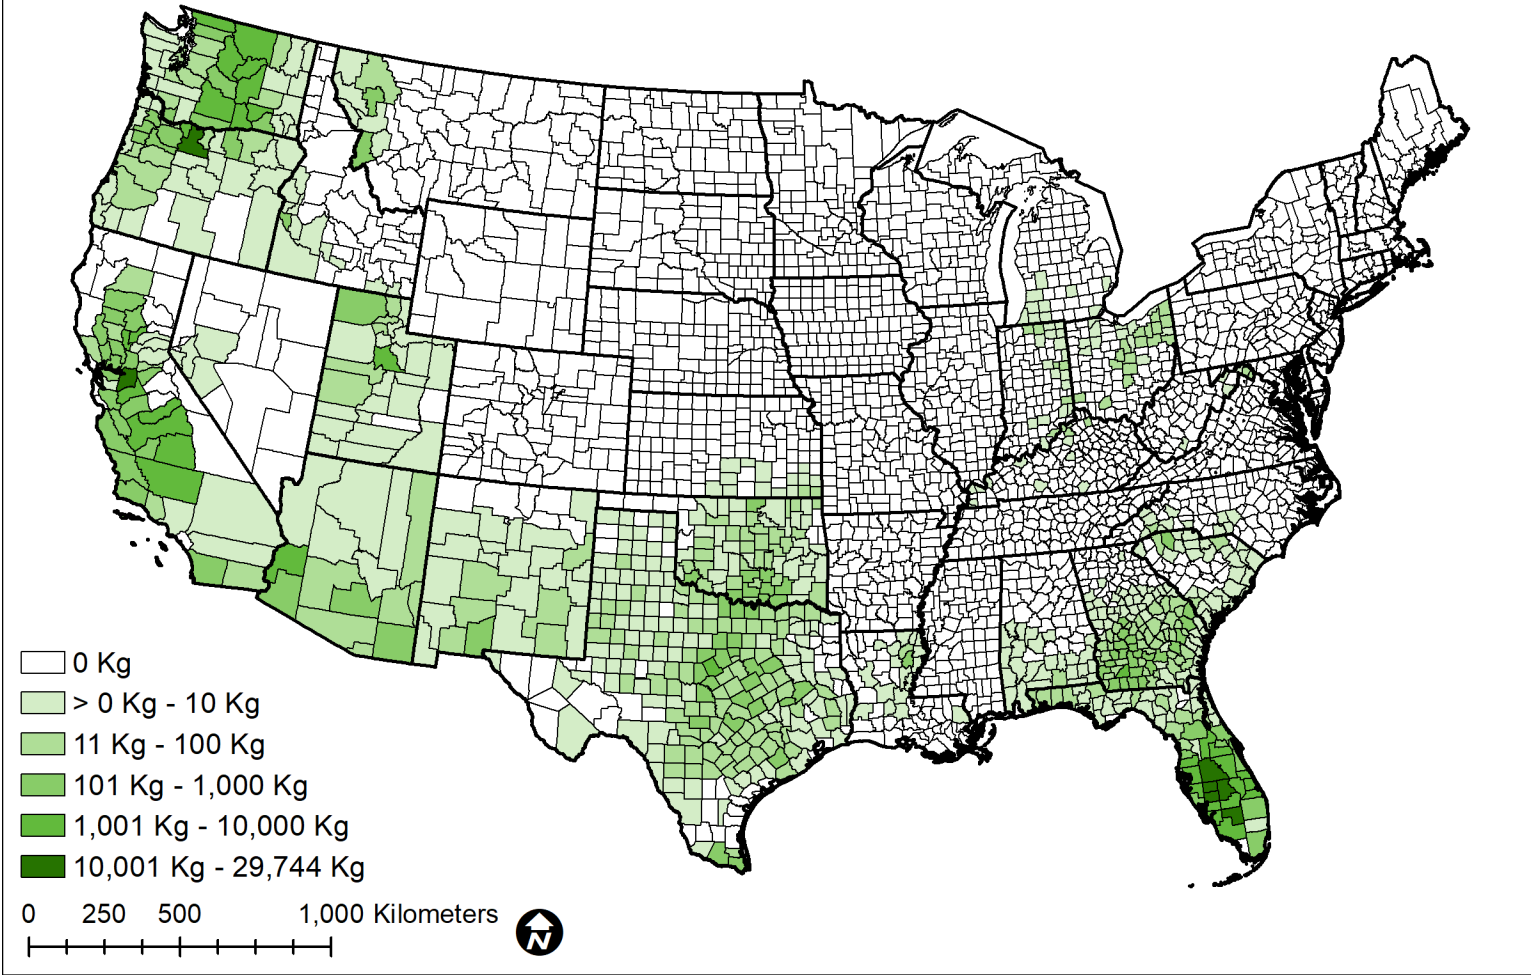 0 Kg
> 0 Kg - 10 Kg
11 Kg - 100 Kg
101 Kg - 1,000 Kg
1,001 Kg - 10,000 Kg
10,001 Kg - 29,744 Kg
0 250 500 1,000 Kilometers
N